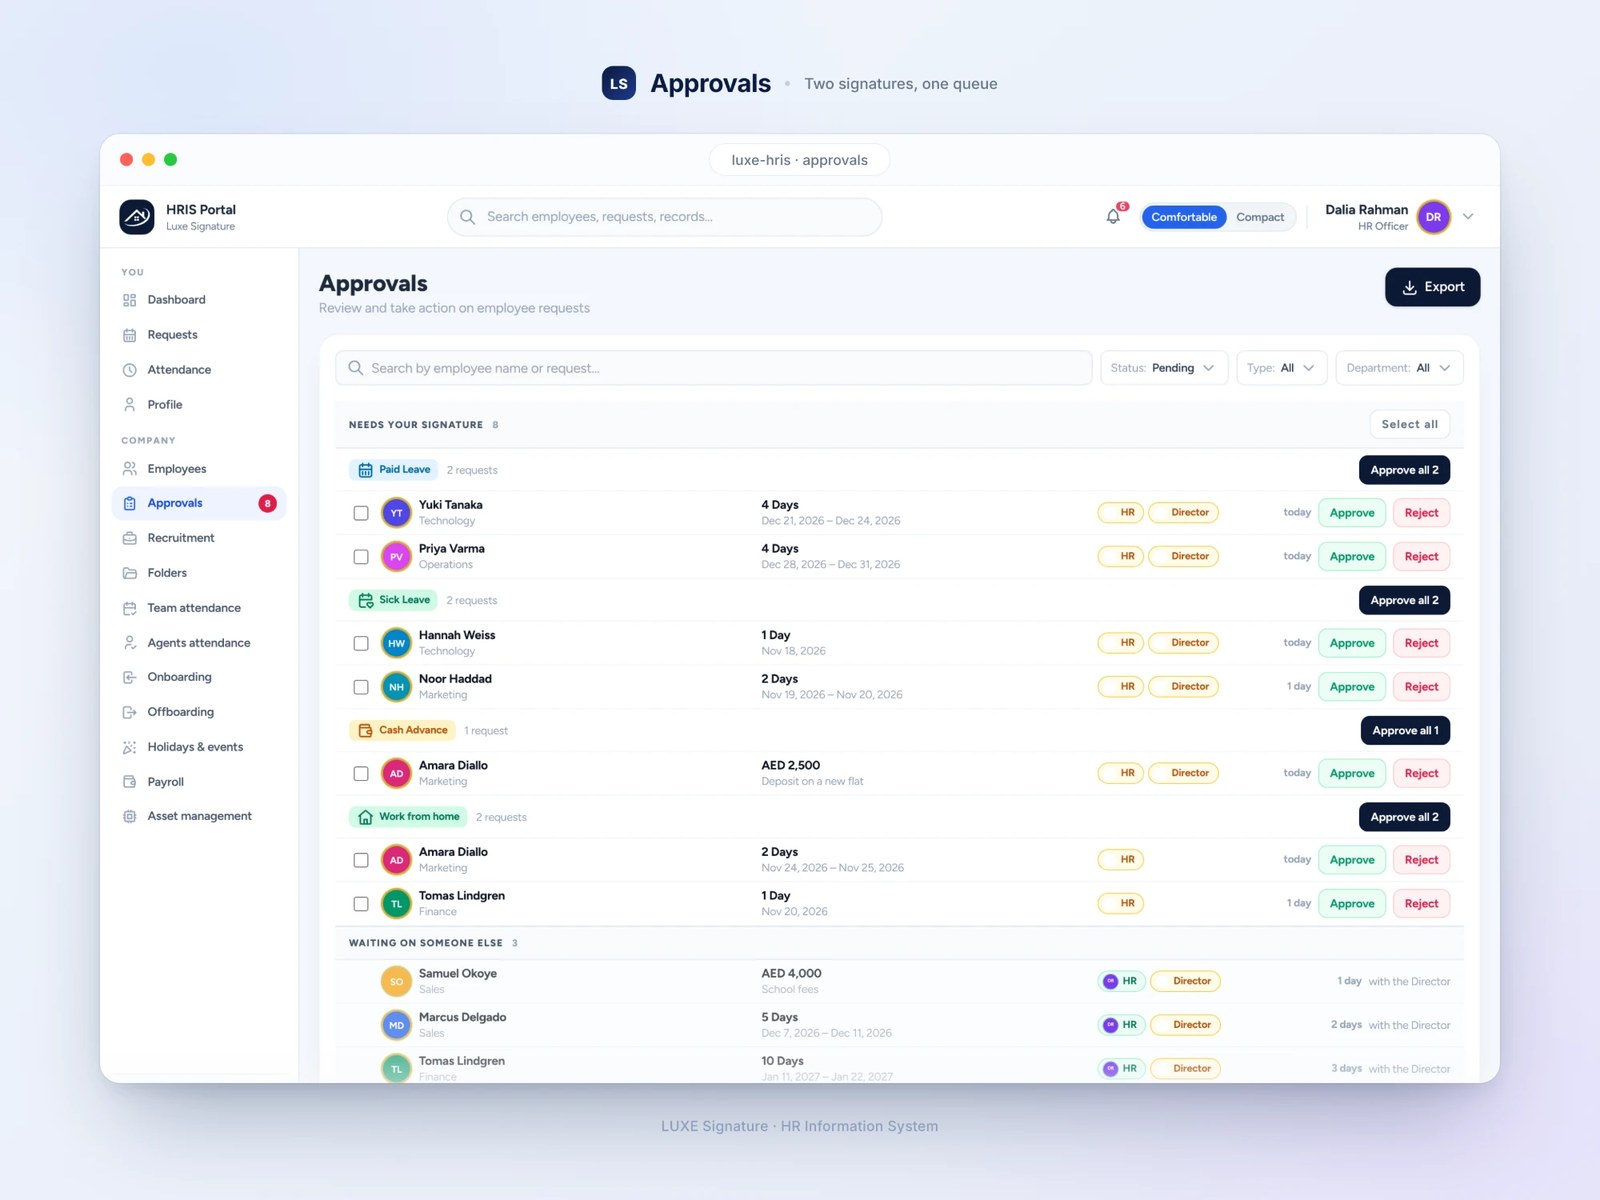 LS Approvals • Two signatures, one queue
luxe-hris · approvals
HRIS Portal
Luxe Signature
Search employees, requests, records...
6
Comfortable Compact
Dalia Rahman
HR Officer
DR
YOU
Dashboard
Requests
Attendance
Profile
COMPANY
Employees
Approvals 8
Recruitment
Folders
Team attendance
Agents attendance
Onboarding
Offboarding
Holidays & events
Payroll
Asset management
Approvals
Review and take action on employee requests
Export
Search by employee name or request...
Status: Pending
Type: All
Department: All
NEEDS YOUR SIGNATURE 8
Select all
Paid Leave 2 requests Approve all 2
YT Yuki Tanaka 4 Days HR Director today Approve Reject
Technology Dec 21, 2026 – Dec 24, 2026
PV Priya Varma 4 Days HR Director today Approve Reject
Operations Dec 28, 2026 – Dec 31, 2026
Sick Leave 2 requests Approve all 2
HW Hannah Weiss 1 Day HR Director today Approve Reject
Technology Nov 18, 2026
NH Noor Haddad 2 Days HR Director 1 day Approve Reject
Marketing Nov 19, 2026 – Nov 20, 2026
Cash Advance 1 request Approve all 1
AD Amara Diallo AED 2,500 HR Director today Approve Reject
Marketing Deposit on a new flat
Work from home 2 requests Approve all 2
AD Amara Diallo 2 Days HR today Approve Reject
Marketing Nov 24, 2026 – Nov 25, 2026
TL Tomas Lindgren 1 Day HR 1 day Approve Reject
Finance Nov 20, 2026
WAITING ON SOMEONE ELSE 3
SO Samuel Okoye AED 4,000 DR HR Director 1 day with the Director
Sales School fees
MD Marcus Delgado 5 Days DR HR Director 2 days with the Director
Sales Dec 7, 2026 – Dec 11, 2026
TL Tomas Lindgren 10 Days DR HR Director 3 days with the Director
Finance Jan 11, 2027 – Jan 22, 2027
LUXE Signature · HR Information System